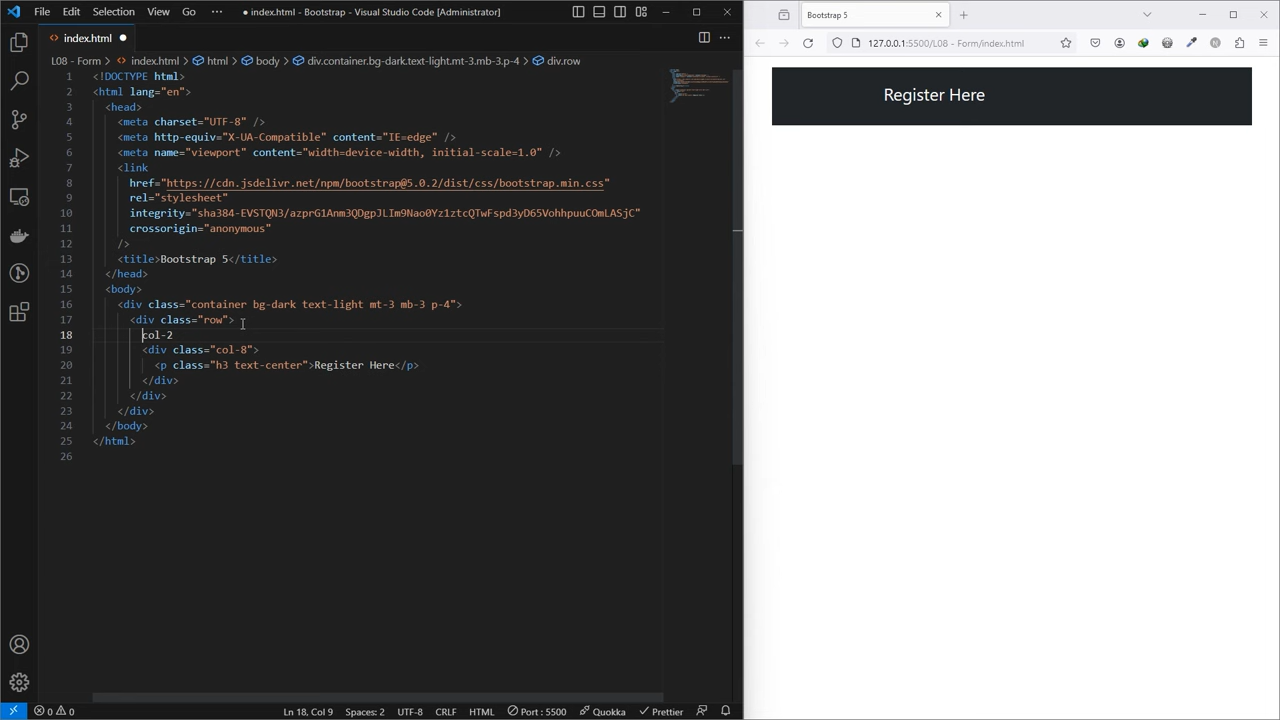 File Edit Selection View Go ··· ● index.html - Bootstrap - Visual Studio Code [Administrator]
index.html ●
L08 - Form > index.html > html > body > div.container.bg-dark.text-light.mt-3.mb-3.p-4 > div.row
1 <!DOCTYPE html>
2 <html lang="en">
3 <head>
4 <meta charset="UTF-8" />
5 <meta http-equiv="X-UA-Compatible" content="IE=edge" />
6 <meta name="viewport" content="width=device-width, initial-scale=1.0" />
7 <link
8 href="https://cdn.jsdelivr.net/npm/bootstrap@5.0.2/dist/css/bootstrap.min.css"
9 rel="stylesheet"
10 integrity="sha384-EVSTQN3/azprG1Anm3QDgpJLIm9Nao0Yz1ztcQTwFspd3yD65VohhpuuCOmLASjC"
11 crossorigin="anonymous"
12 />
13 <title>Bootstrap 5</title>
14 </head>
15 <body>
16 <div class="container bg-dark text-light mt-3 mb-3 p-4">
17 <div class="row">
18 col-2
19 <div class="col-8">
20 <p class="h3 text-center">Register Here</p>
21 </div>
22 </div>
23 </div>
24 </body>
25 </html>
26
0 0 Ln 18, Col 9 Spaces: 2 UTF-8 CRLF HTML Port : 5500 Quokka Prettier
Bootstrap 5
127.0.0.1:5500/L08 - Form/index.html
Register Here